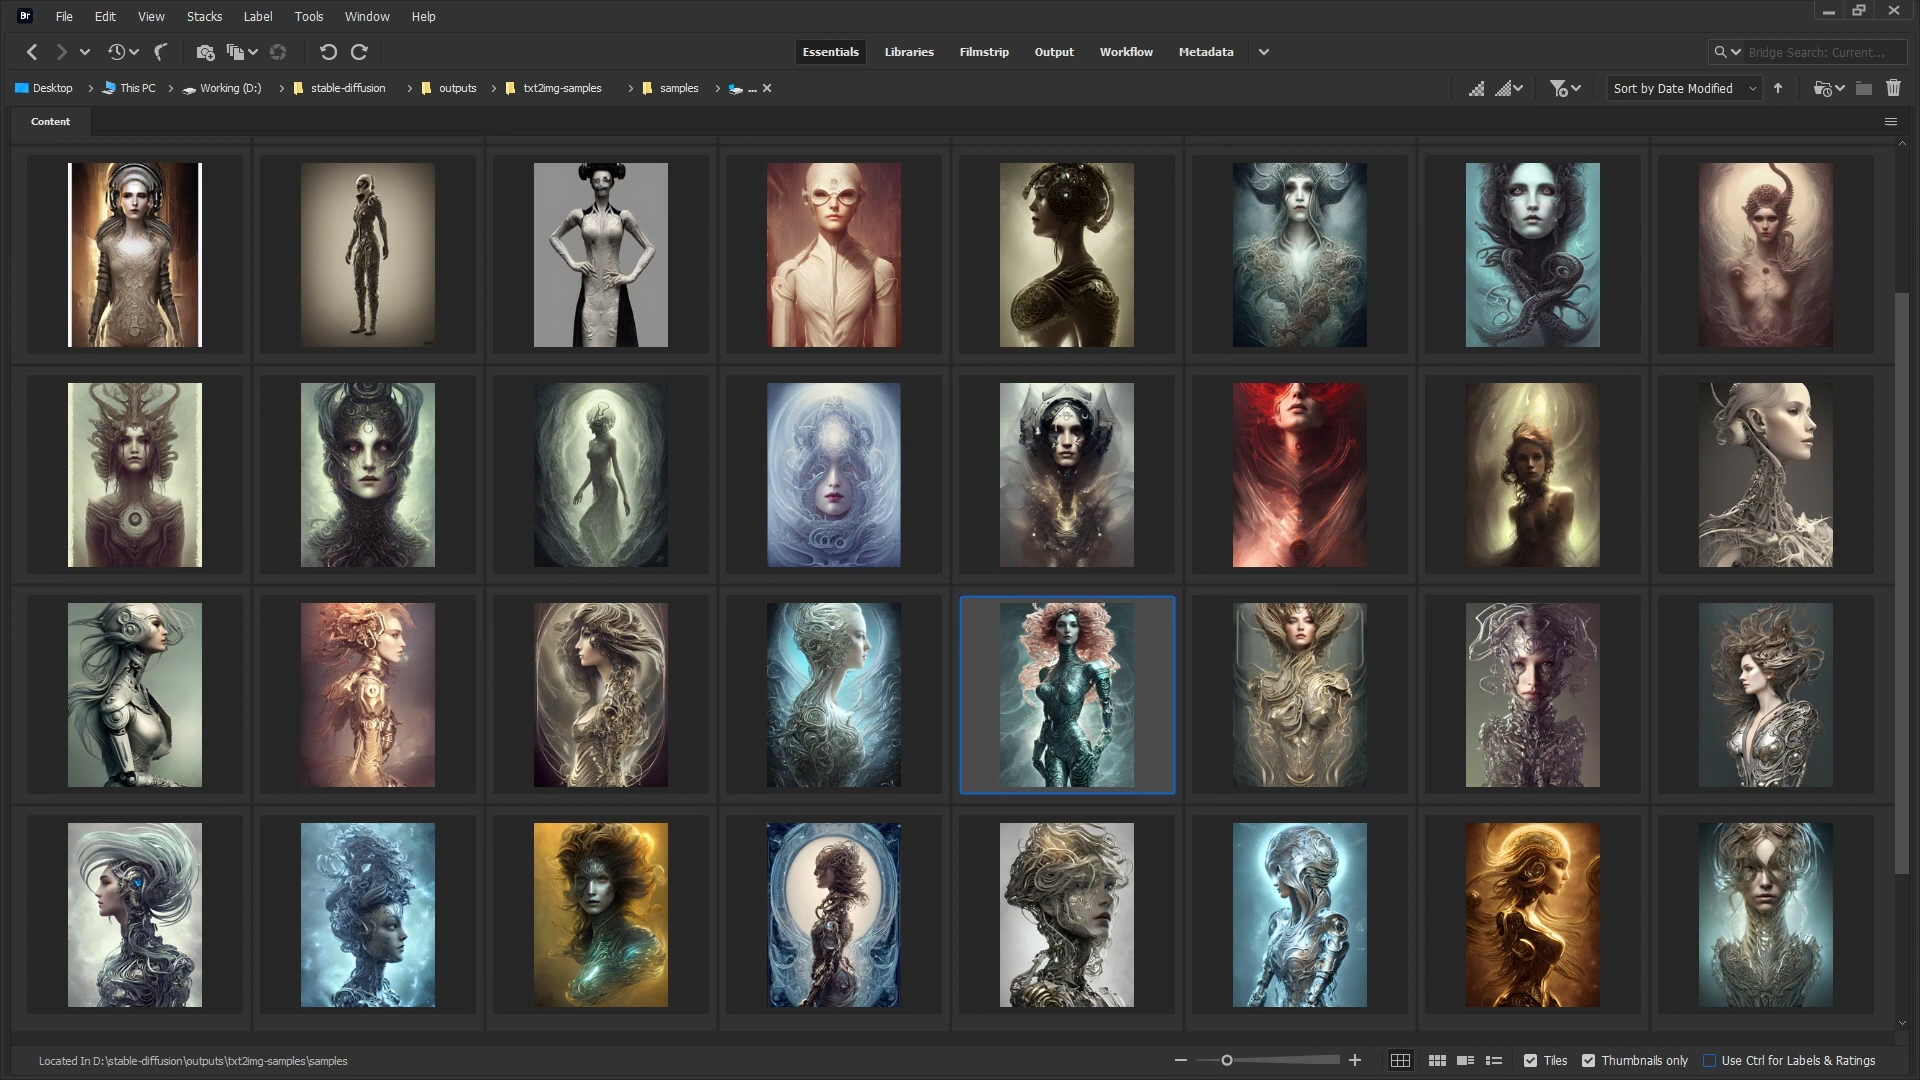 Br File Edit View Stacks Label Tools Window Help
Essentials Libraries Filmstrip Output Workflow Metadata
Bridge Search: Current...
Desktop This PC Working (D:) stable-diffusion outputs txt2img-samples samples ...
Sort by Date Modified
Content
Located In D:\stable-diffusion\outputs\txt2img-samples\samples
Tiles Thumbnails only Use Ctrl for Labels & Ratings